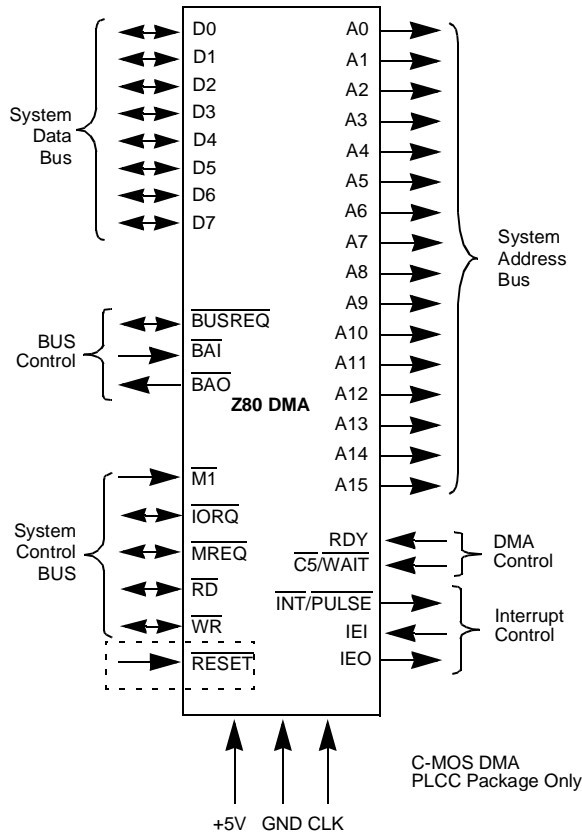 D0
D1
D2
D3
D4
D5
D6
D7
System
Data
Bus
BUSREQ
BAI
BAO
BUS
Control
Z80 DMA
M1
IORQ
MREQ
RD
WR
RESET
System
Control
BUS
A0
A1
A2
A3
A4
A5
A6
A7
A8
A9
A10
A11
A12
A13
A14
A15
System
Address
Bus
RDY
C5/WAIT
DMA
Control
INT/PULSE
IEI
IEO
Interrupt
Control
+5V GND CLK
C-MOS DMA
PLCC Package Only